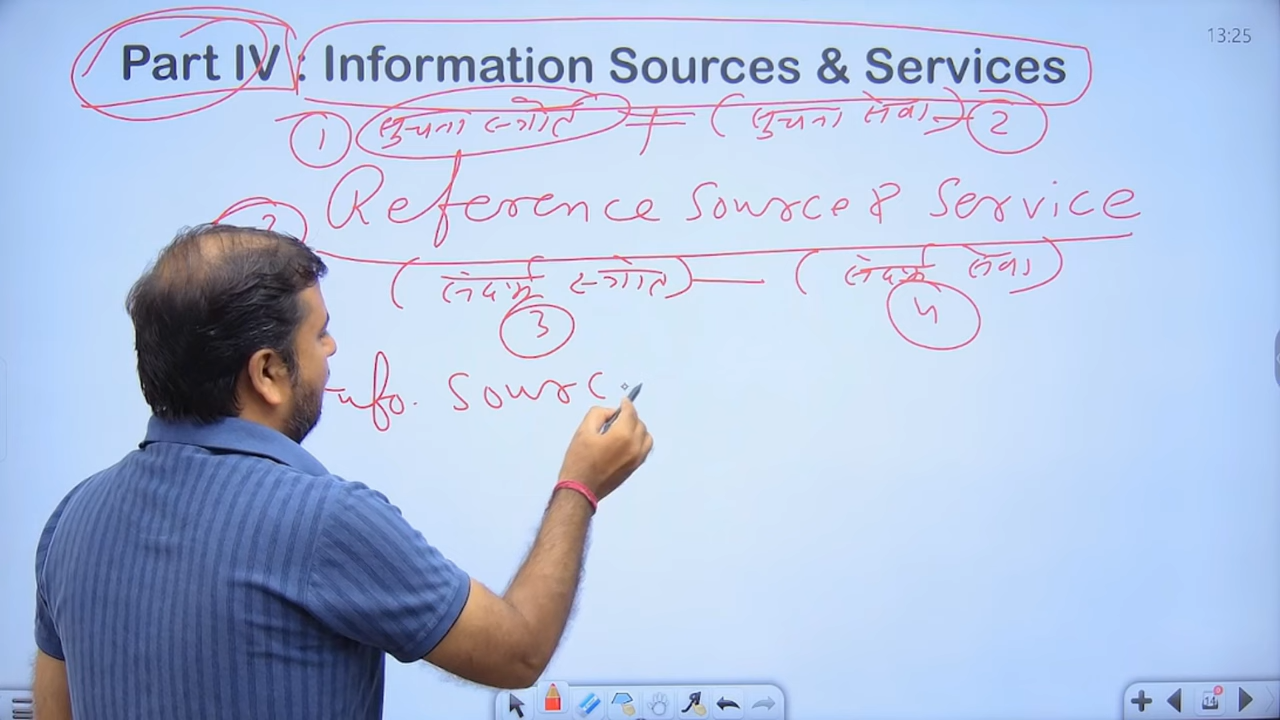 13:25
Part IV : Information Sources & Services
① सुचना स्त्रोत + (सुचना सेवा) ②
Reference Source & Service
(संदर्भ स्त्रोत) — (संदर्भ सेवा)
③ ④
Info. Sourc
14